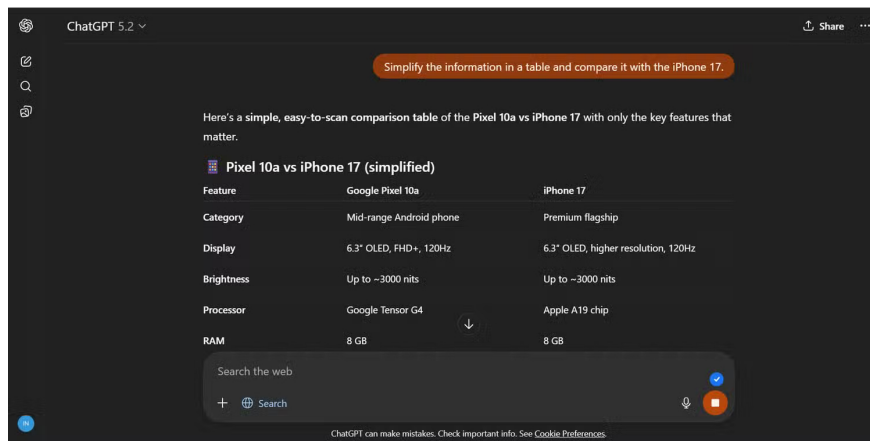 ChatGPT 5.2
Share
Simplify the information in a table and compare it with the iPhone 17.
Here's a simple, easy-to-scan comparison table of the Pixel 10a vs iPhone 17 with only the key features that
matter.
Pixel 10a vs iPhone 17 (simplified)
Feature Google Pixel 10a iPhone 17
Category Mid-range Android phone Premium flagship
Display 6.3" OLED, FHD+, 120Hz 6.3" OLED, higher resolution, 120Hz
Brightness Up to ~3000 nits Up to ~3000 nits
Processor Google Tensor G4 Apple A19 chip
RAM 8 GB 8 GB
Search the web
Search
IN
ChatGPT can make mistakes. Check important info. See Cookie Preferences.